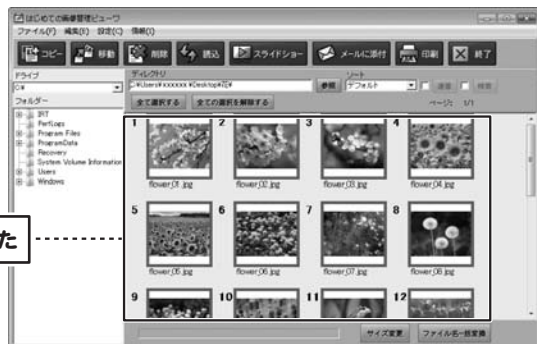 はじめての画像管理ビューワ
ファイル(F) 編集(E) 設定(C) 情報(I)
コピー 移動 削除 読込 スライドショー メールに添付 印刷 終了
ドライブ ディレクトリ ソート
C:¥ C:¥Users¥xxxxxx¥Desktop¥花¥ 参照 デフォルト
フォルダー 全て選択する 全ての選択を解除する ページ: 1/1
IRT
PerfLogs
Program Files
ProgramData
Recovery
System Volume Information
Users
Windows
1 2 3 4
flower_01.jpg flower_02.jpg flower_03.jpg flower_04.jpg
た
5 6 7 8
flower_05.jpg flower_06.jpg flower_07.jpg flower_08.jpg
9 10 11 12
サイズ変更 ファイル名一括変換